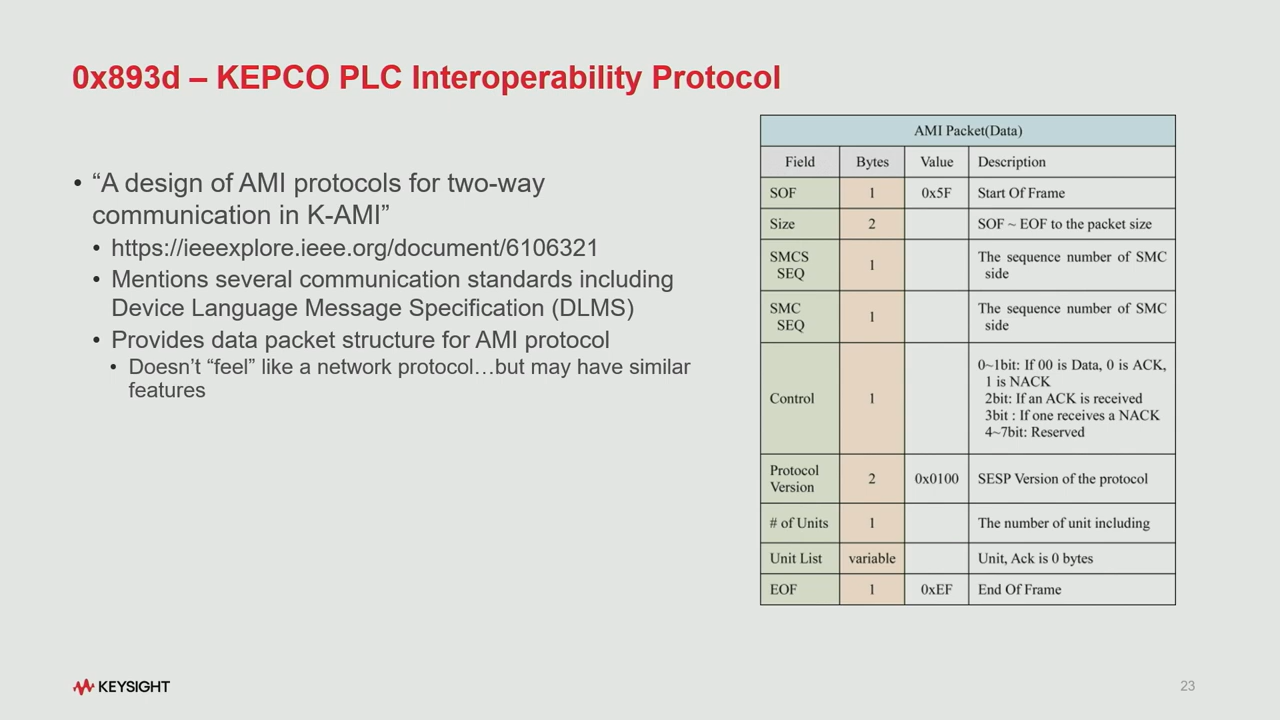 0x893d – KEPCO PLC Interoperability Protocol
• “A design of AMI protocols for two-way
communication in K-AMI”
• https://ieeexplore.ieee.org/document/6106321
• Mentions several communication standards including
Device Language Message Specification (DLMS)
• Provides data packet structure for AMI protocol
• Doesn’t “feel” like a network protocol…but may have similar
features
AMI Packet(Data)
Field Bytes Value Description
SOF 1 0x5F Start Of Frame
Size 2 SOF ~ EOF to the packet size
SMCS
SEQ
1
The sequence number of SMC
side
SMC
SEQ
1
The sequence number of SMC
side
Control
1
0~1bit: If 00 is Data, 0 is ACK,
1 is NACK
2bit: If an ACK is received
3bit : If one receives a NACK
4~7bit: Reserved
Protocol
Version
2 0x0100 SESP Version of the protocol
# of Units 1 The number of unit including
Unit List variable Unit, Ack is 0 bytes
EOF 1 0xEF End Of Frame
KEYSIGHT
23